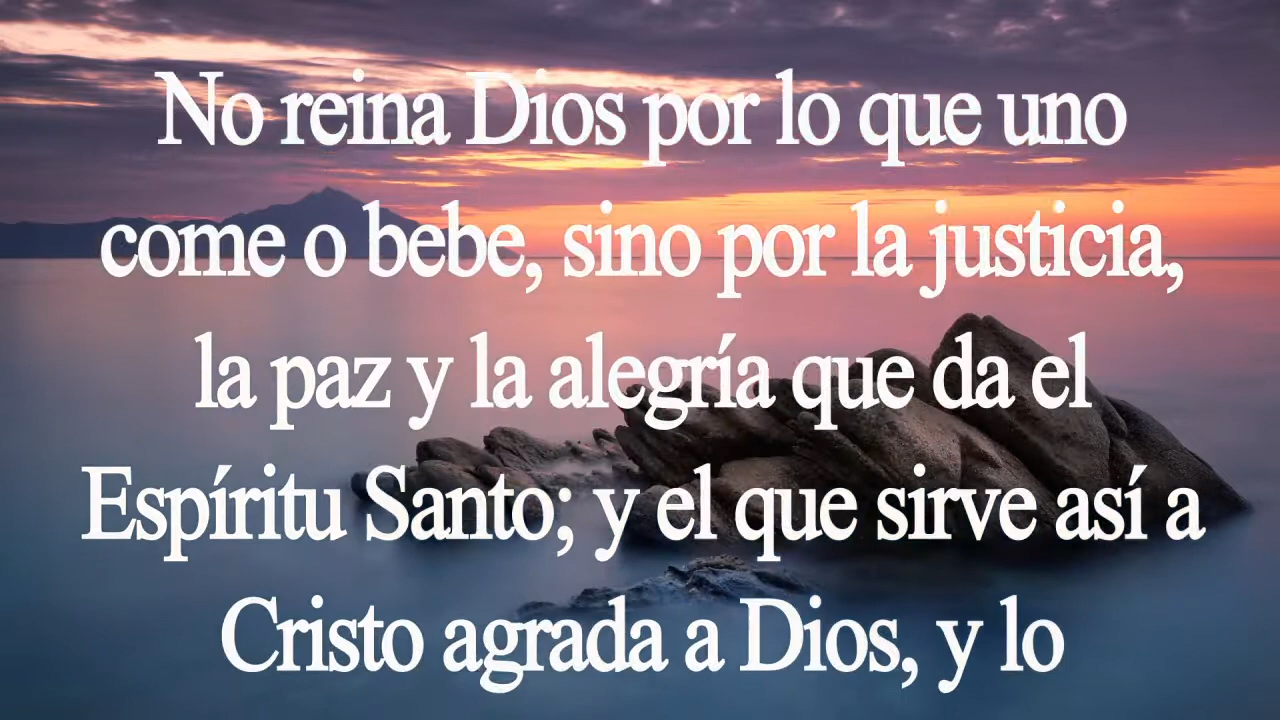 No reina Dios por lo que uno
come o bebe, sino por la justicia,
la paz y la alegría que da el
Espíritu Santo; y el que sirve así a
Cristo agrada a Dios, y lo